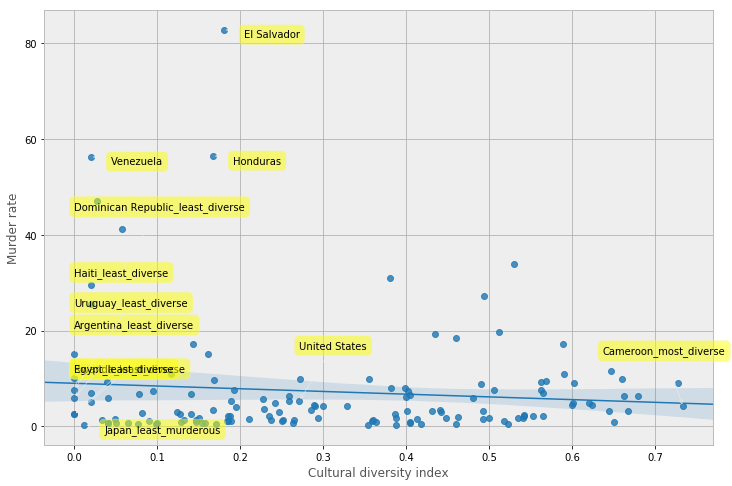 80
60
40
20
0
Murder rate
El Salvador
Venezuela
Honduras
Dominican Republic_least_diverse
Haiti_least_diverse
Uruguay_least_diverse
Argentina_least_diverse
United States
Cameroon_most_diverse
Egypt_least_diverse
Japan_least_murderous
0.0 0.1 0.2 0.3 0.4 0.5 0.6 0.7
Cultural diversity index